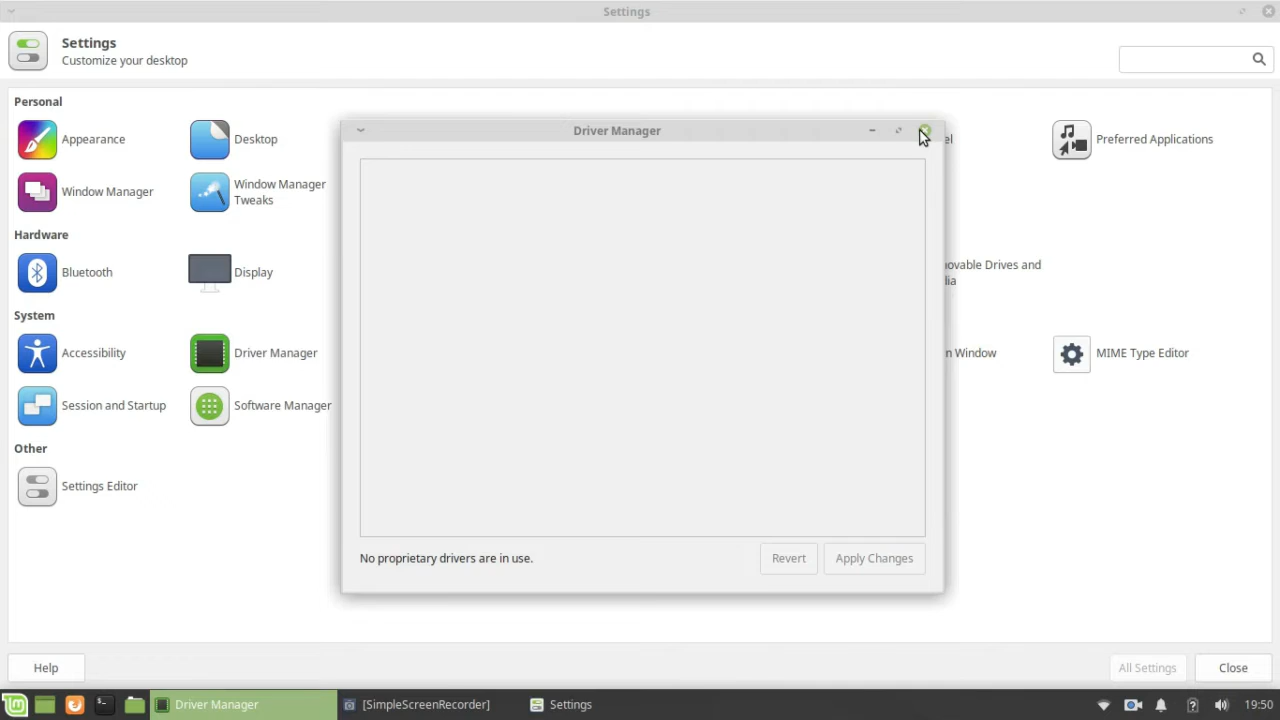 Settings
Settings
Customize your desktop
Personal
Appearance
Desktop
Preferred Applications
Window Manager
Window Manager
Tweaks
Hardware
Bluetooth
Display
ovable Drives and
System
Accessibility
Driver Manager
n Window
MIME Type Editor
Session and Startup
Software Manager
Other
Settings Editor
Driver Manager
No proprietary drivers are in use.
Revert
Apply Changes
Help
All Settings
Close
Driver Manager
[SimpleScreenRecorder]
Settings
19:50